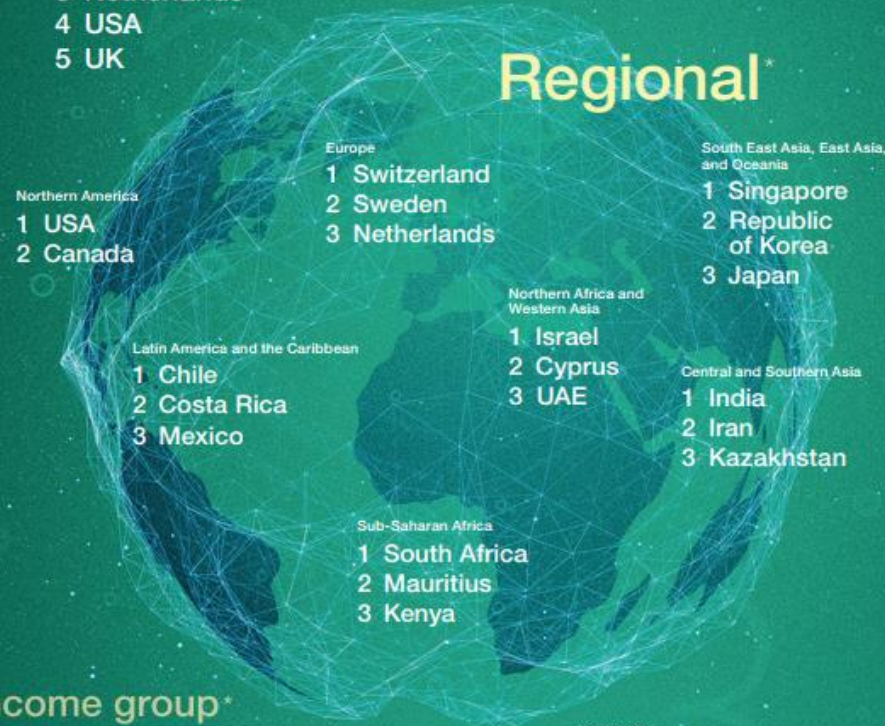 4 USA
5 UK
Regional*
Northern America
1 USA
2 Canada
Europe
1 Switzerland
2 Sweden
3 Netherlands
South East Asia, East Asia,
and Oceania
1 Singapore
2 Republic
of Korea
3 Japan
Latin America and the Caribbean
1 Chile
2 Costa Rica
3 Mexico
Northern Africa and
Western Asia
1 Israel
2 Cyprus
3 UAE
Central and Southern Asia
1 India
2 Iran
3 Kazakhstan
Sub-Saharan Africa
1 South Africa
2 Mauritius
3 Kenya
come group*